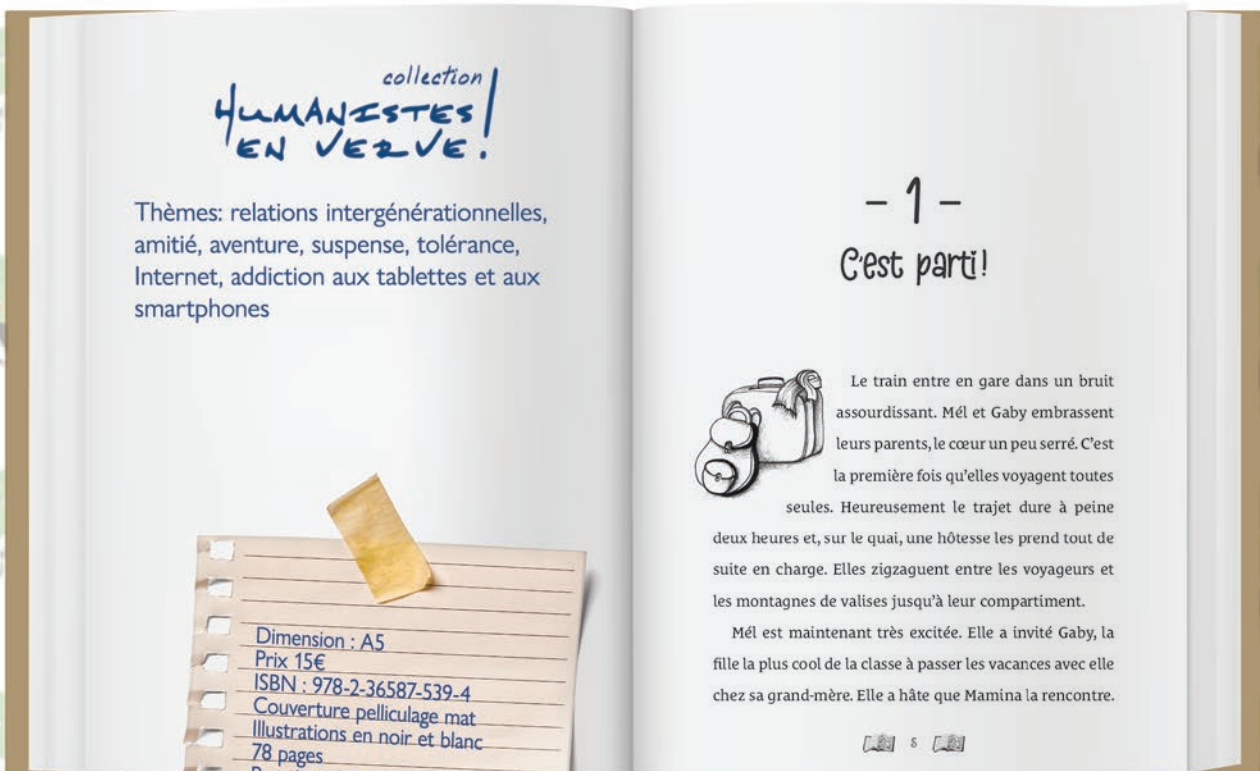 collection
HUMANISTES
EN VERVE!
Thèmes: relations intergénérationnelles,
amitié, aventure, suspense, tolérance,
Internet, addiction aux tablettes et aux
smartphones
Dimension : A5
Prix 15€
ISBN : 978-2-36587-539-4
Couverture pelliculage mat
Illustrations en noir et blanc
78 pages
– 1 –
C'est parti!
Le train entre en gare dans un bruit
assourdissant. Mél et Gaby embrassent
leurs parents, le cœur un peu serré. C'est
la première fois qu'elles voyagent toutes
seules. Heureusement le trajet dure à peine
deux heures et, sur le quai, une hôtesse les prend tout de
suite en charge. Elles zigzaguent entre les voyageurs et
les montagnes de valises jusqu'à leur compartiment.
Mél est maintenant très excitée. Elle a invité Gaby, la
fille la plus cool de la classe à passer les vacances avec elle
chez sa grand-mère. Elle a hâte que Mamina la rencontre.
5